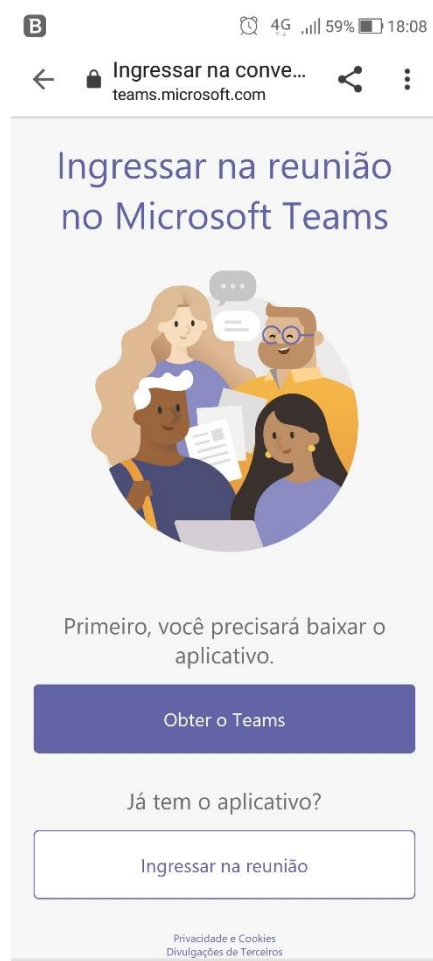 B 4G 59% 18:08
Ingressar na conve...
teams.microsoft.com
Ingressar na reunião
no Microsoft Teams
Primeiro, você precisará baixar o
aplicativo.
Obter o Teams
Já tem o aplicativo?
Ingressar na reunião
Privacidade e Cookies
Divulgações de Terceiros